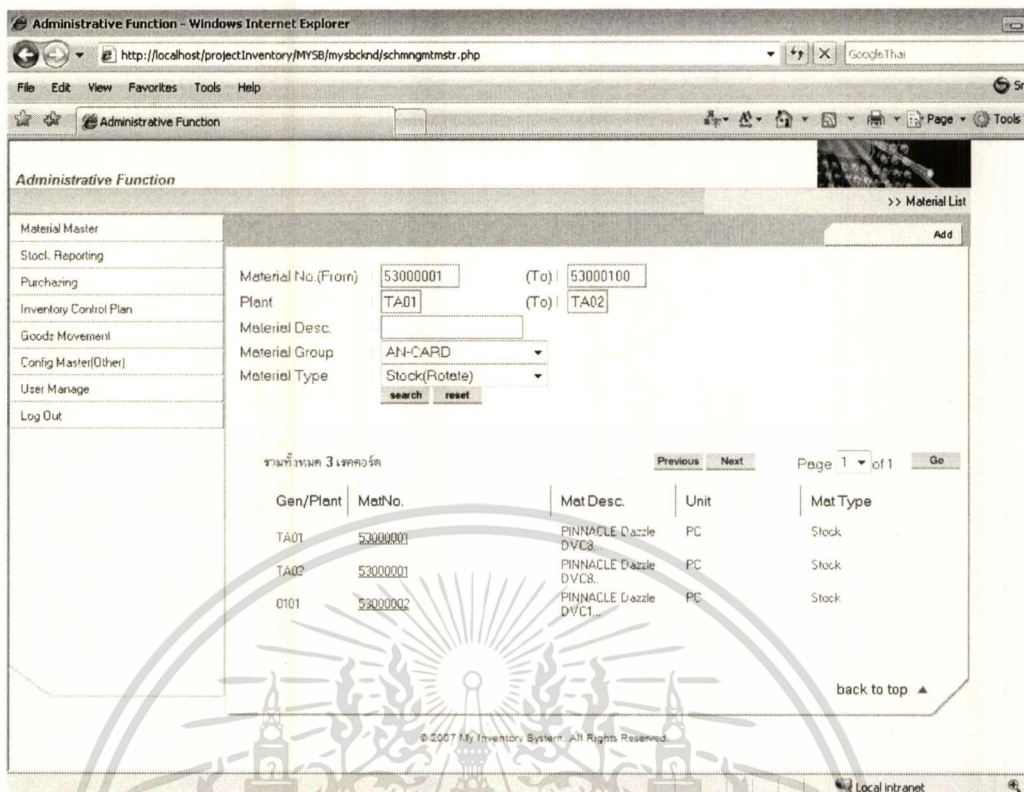 Administrative Function - Windows Internet Explorer
http://localhost/projectInventory/MYSB/mysbcknd/schmngmtmstr.php
GoogleThai
File Edit View Favorites Tools Help
Administrative Function
Page Tools
Administrative Function
>> Material List
Material Master
Stock Reporting
Purchasing
Inventory Control Plan
Goods Movement
Config Master(Other)
User Manage
Log Out
Add
Material No.(From) 53000001 (To) 53000100
Plant TA01 (To) TA02
Material Desc.
Material Group AN-CARD
Material Type Stock(Rotate)
search reset
รวมทั้งหมด 3 เรคคอร์ด Previous Next Page 1 of 1 Go
Gen/Plant MatNo. Mat Desc. Unit Mat Type
TA01 53000001 PINNACLE Dazzle DVC8... PC Stock
TA02 53000001 PINNACLE Dazzle DVC8.. PC Stock
0101 53000002 PINNACLE Dazzle DVC1... PC Stock
back to top
© 2007 My Inventory System. All Rights Reserved.
Local intranet